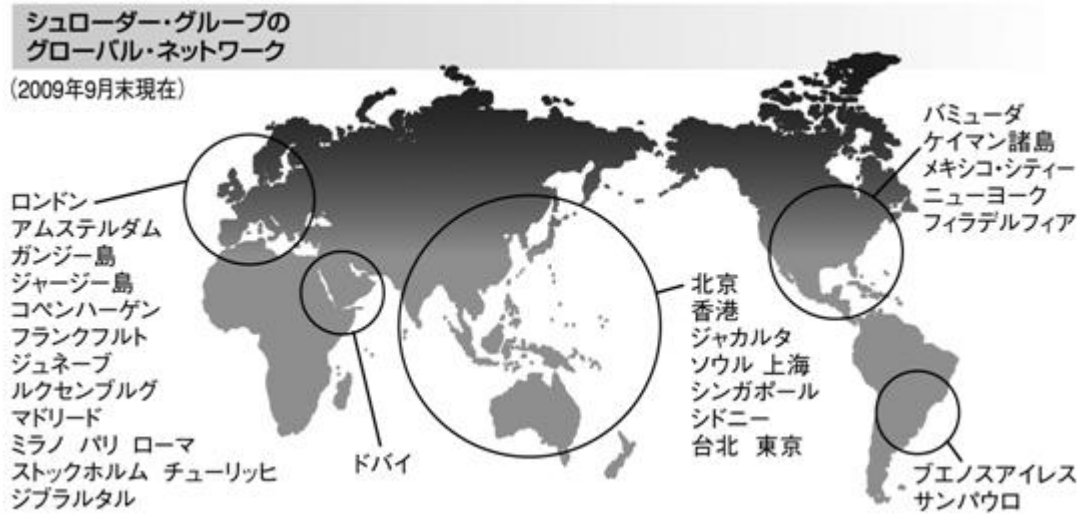 シュローダー・グループの
グローバル・ネットワーク
(2009年9月末現在)
ロンドン
アムステルダム
ガンジー島
ジャージー島
コペンハーゲン
フランクフルト
ジュネーブ
ルクセンブルグ
マドリード
ミラノ パリ ローマ
ストックホルム チューリッヒ
ジブラルタル
ドバイ
北京
香港
ジャカルタ
ソウル 上海
シンガポール
シドニー
台北 東京
バミューダ
ケイマン諸島
メキシコ・シティー
ニューヨーク
フィラデルフィア
ブエノスアイレス
サンパウロ